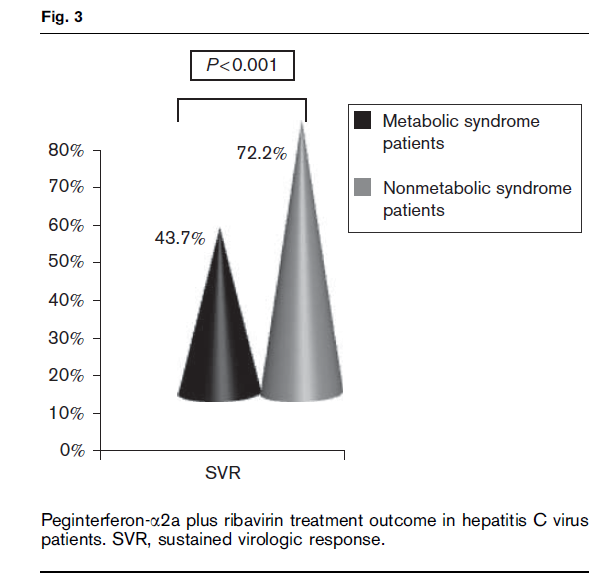 Fig. 3
P<0.001
Metabolic syndrome
patients
Nonmetabolic syndrome
patients
80%
70%
60%
50%
40%
30%
20%
10%
0%
72.2%
43.7%
SVR
Peginterferon-α2a plus ribavirin treatment outcome in hepatitis C virus
patients. SVR, sustained virologic response.